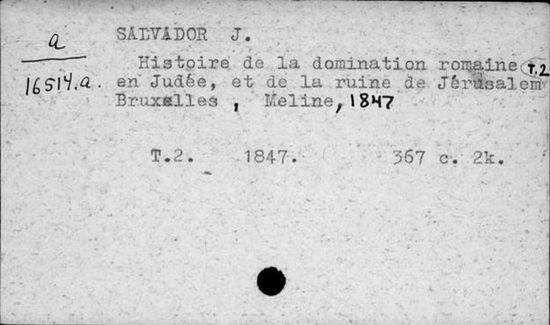 a
16514.a.
SALVADOR J.
Histoire de la domination romaine T.2
en Judée, et de la ruine de Jérusalem
Bruxelles , Meline, 1847
T.2. 1847. 367 c. 2k.